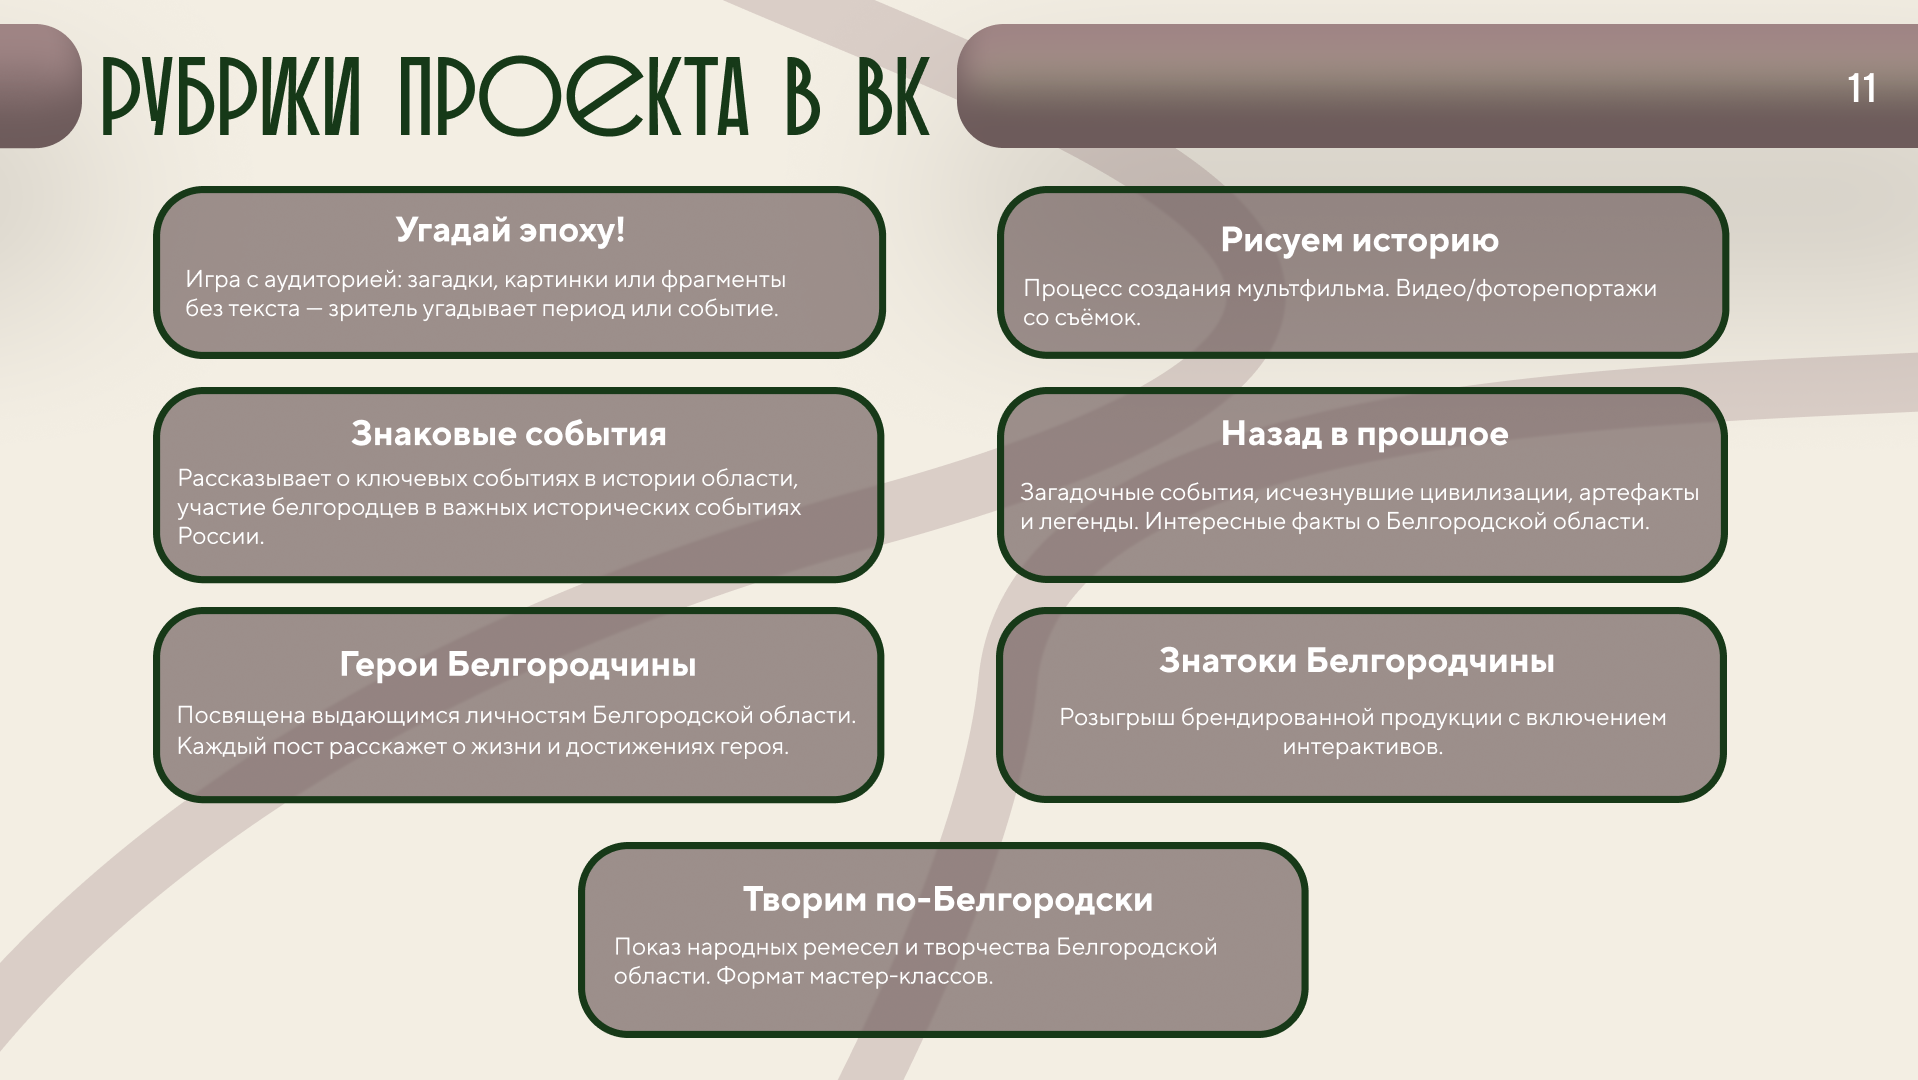 РУБРИКИ ПРОЕКТА В ВК
11
Угадай эпоху!
Игра с аудиторией: загадки, картинки или фрагменты
без текста — зритель угадывает период или событие.
Рисуем историю
Процесс создания мультфильма. Видео/фоторепортажи
со съёмок.
Знаковые события
Рассказывает о ключевых событиях в истории области,
участие белгородцев в важных исторических событиях
России.
Назад в прошлое
Загадочные события, исчезнувшие цивилизации, артефакты
и легенды. Интересные факты о Белгородской области.
Герои Белгородчины
Посвящена выдающимся личностям Белгородской области.
Каждый пост расскажет о жизни и достижениях героя.
Знатоки Белгородчины
Розыгрыш брендированной продукции с включением
интерактивов.
Творим по-Белгородски
Показ народных ремесел и творчества Белгородской
области. Формат мастер-классов.